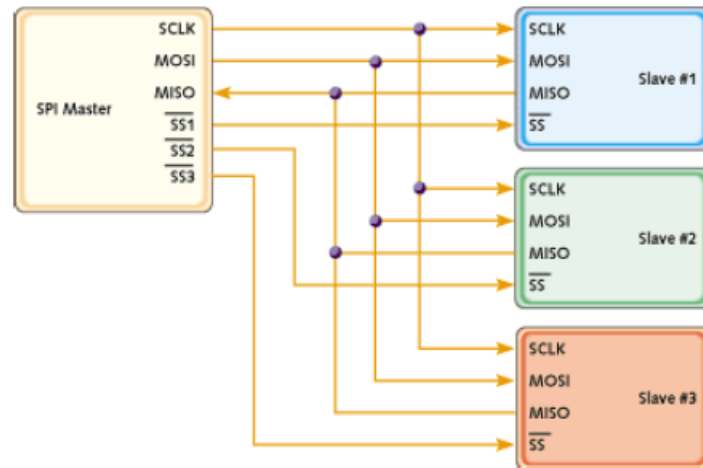 SPI Master
SCLK
MOSI
MISO
SS1
SS2
SS3
SCLK
MOSI
MISO
SS
Slave #1
SCLK
MOSI
MISO
SS
Slave #2
SCLK
MOSI
MISO
SS
Slave #3